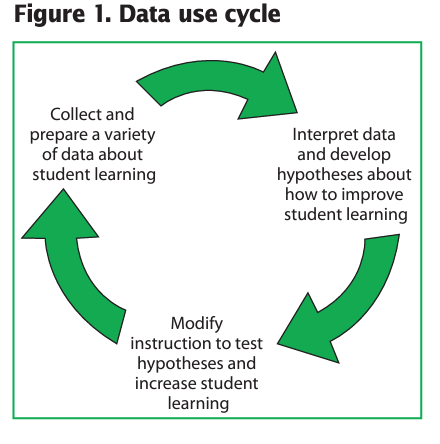 Figure 1. Data use cycle
Collect and
prepare a variety
of data about
student learning
Interpret data
and develop
hypotheses about
how to improve
student learning
Modify
instruction to test
hypotheses and
increase student
learning